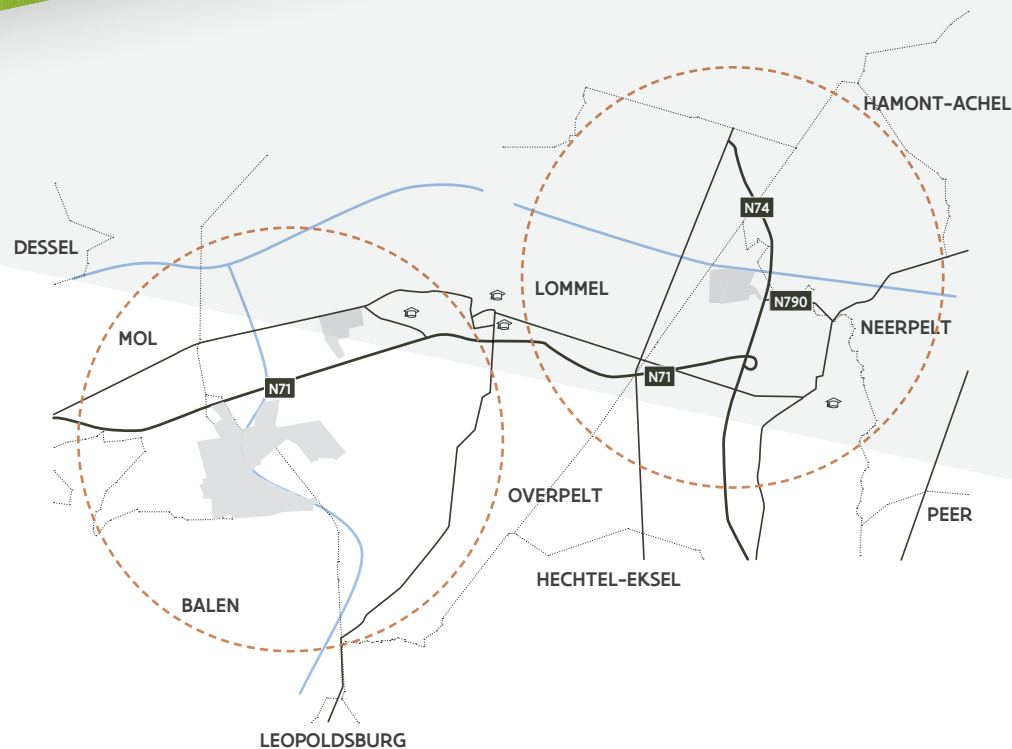 HAMONT-ACHEL
N74
DESSEL
LOMMEL
N790
NEERPELT
MOL
N71
N71
OVERPELT
PEER
HECHTEL-EKSEL
BALEN
LEOPOLDSBURG